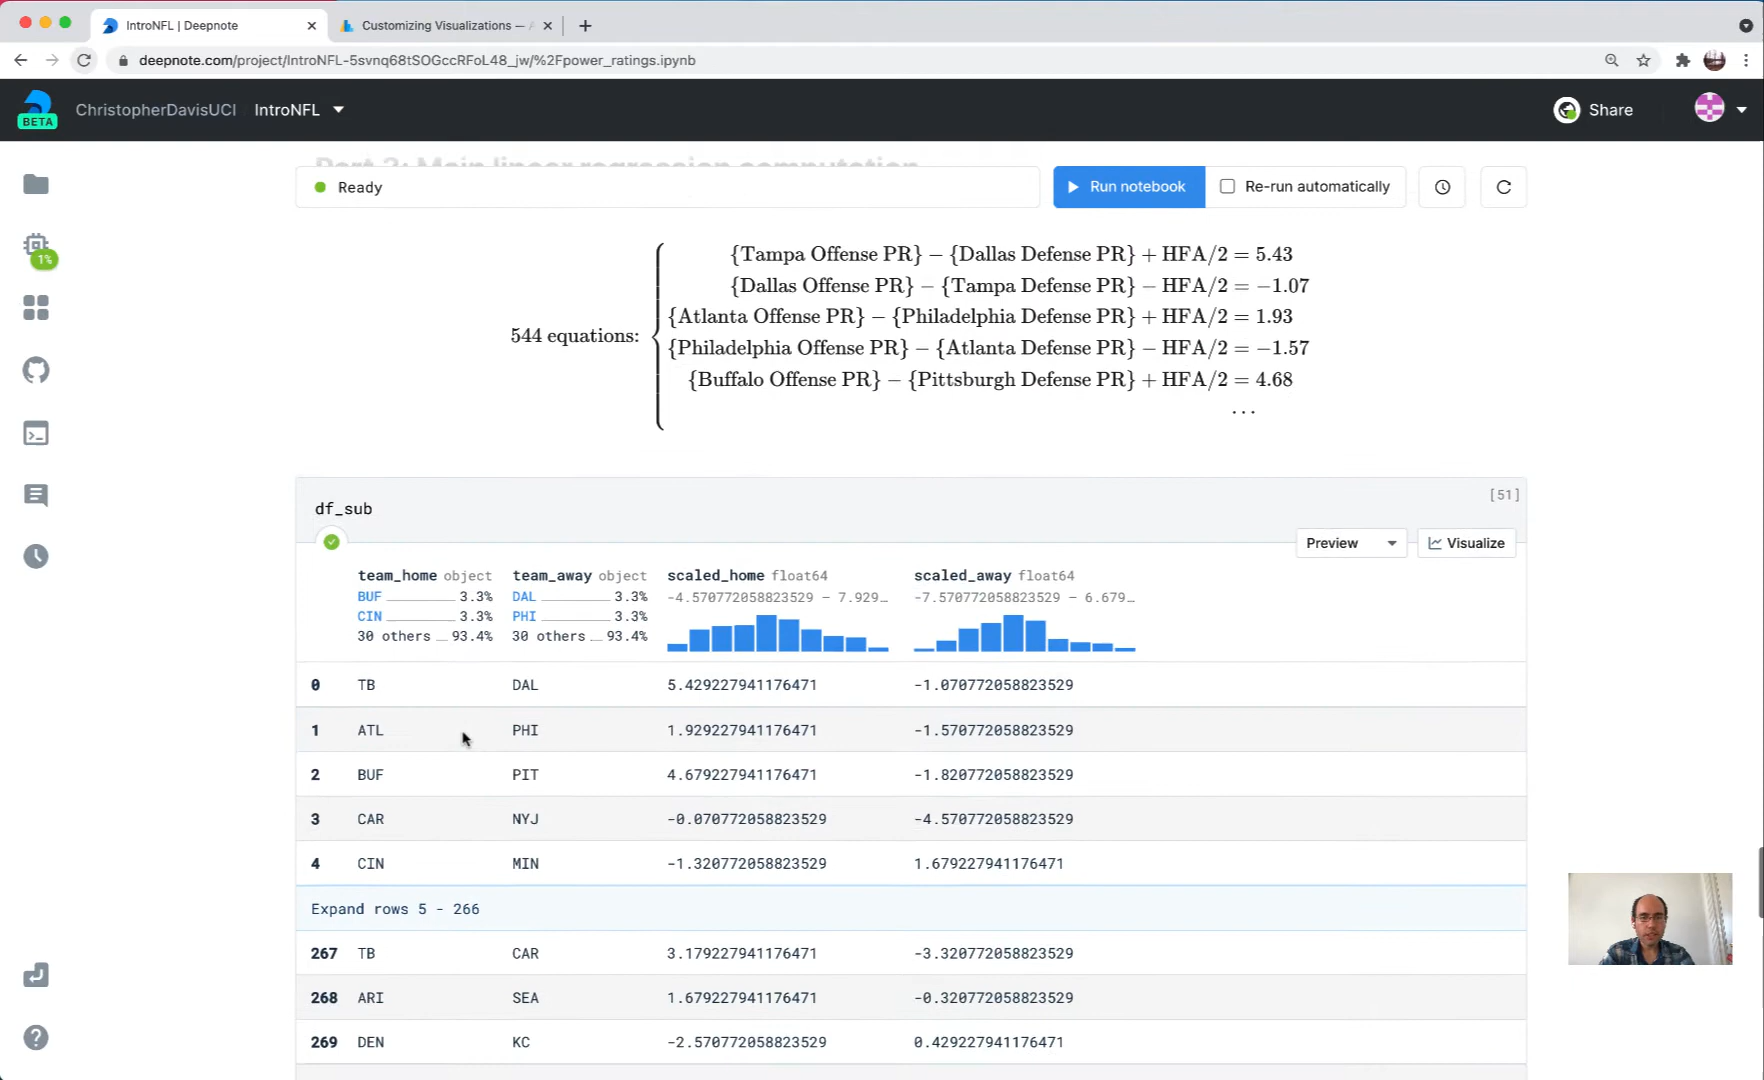 IntroNFL | Deepnote
Customizing Visualizations —
deepnote.com/project/IntroNFL-5svnq68tSOGccRFoL48_jw/%2Fpower_ratings.ipynb
BETA
ChristopherDavisUCI IntroNFL
Share
Part 2: Main linear regression computation
Ready
Run notebook
Re-run automatically
1%
544 equations:
{Tampa Offense PR} − {Dallas Defense PR} + HFA/2 = 5.43
{Dallas Offense PR} − {Tampa Defense PR} − HFA/2 = −1.07
{Atlanta Offense PR} − {Philadelphia Defense PR} + HFA/2 = 1.93
{Philadelphia Offense PR} − {Atlanta Defense PR} − HFA/2 = −1.57
{Buffalo Offense PR} − {Pittsburgh Defense PR} + HFA/2 = 4.68
...
[51]
df_sub
Preview
Visualize
team_home object team_away object scaled_home float64 scaled_away float64
BUF 3.3% DAL 3.3% -4.570772058823529 – 7.929… -7.570772058823529 – 6.679…
CIN 3.3% PHI 3.3%
30 others 93.4% 30 others 93.4%
0 TB DAL 5.429227941176471 -1.070772058823529
1 ATL PHI 1.929227941176471 -1.570772058823529
2 BUF PIT 4.679227941176471 -1.820772058823529
3 CAR NYJ -0.070772058823529 -4.570772058823529
4 CIN MIN -1.320772058823529 1.679227941176471
Expand rows 5 - 266
267 TB CAR 3.179227941176471 -3.320772058823529
268 ARI SEA 1.679227941176471 -0.320772058823529
269 DEN KC -2.570772058823529 0.429227941176471